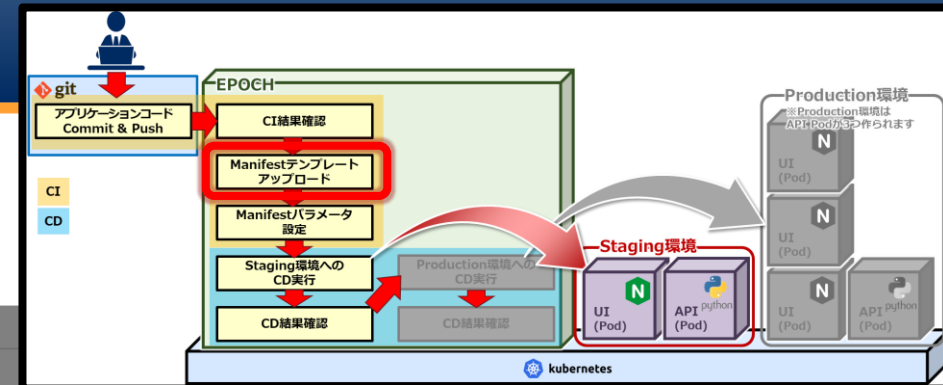 git
アプリケーションコード
Commit & Push
CI
CD
EPOCH
CI結果確認
Manifestテンプレート
アップロード
Manifestパラメータ
設定
Staging環境への
CD実行
CD結果確認
Production環境への
CD実行
CD結果確認
Staging環境
N
UI
(Pod)
python
API
(Pod)
Production環境
※Production環境は
API Podが3つ作られます
N
UI
(Pod)
N
UI
(Pod)
N
UI
(Pod)
python
API
(Pod)
kubernetes